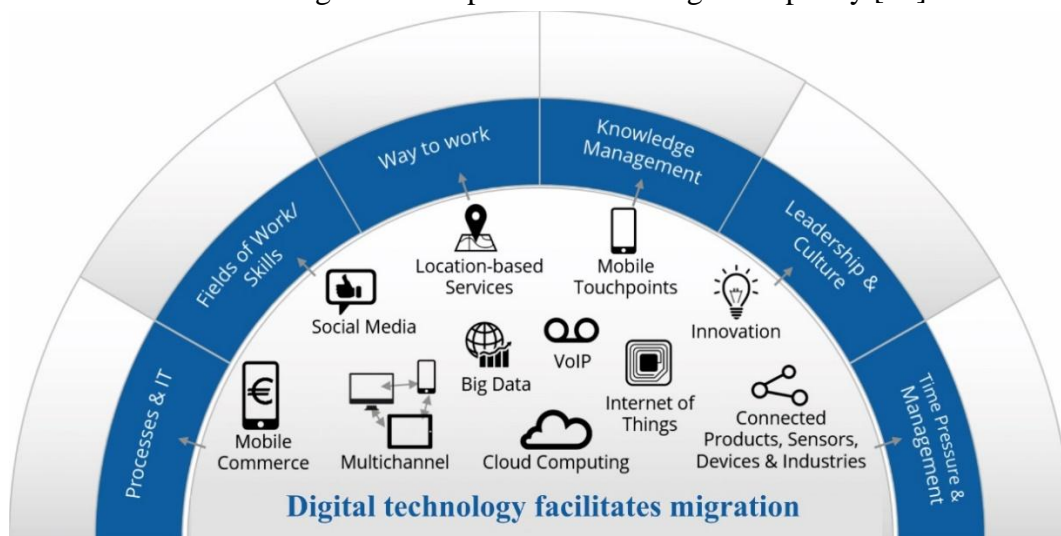 Way to work
Knowledge
Management
Fields of Work/
Skills
Leadership &
Culture
Processes & IT
Time Pressure &
Management
Location-based
Services
Mobile
Touchpoints
Social Media
Innovation
Big Data
VoIP
Internet of
Things
€
Mobile
Commerce
Multichannel
Cloud Computing
Connected
Products, Sensors,
Devices & Industries
Digital technology facilitates migration